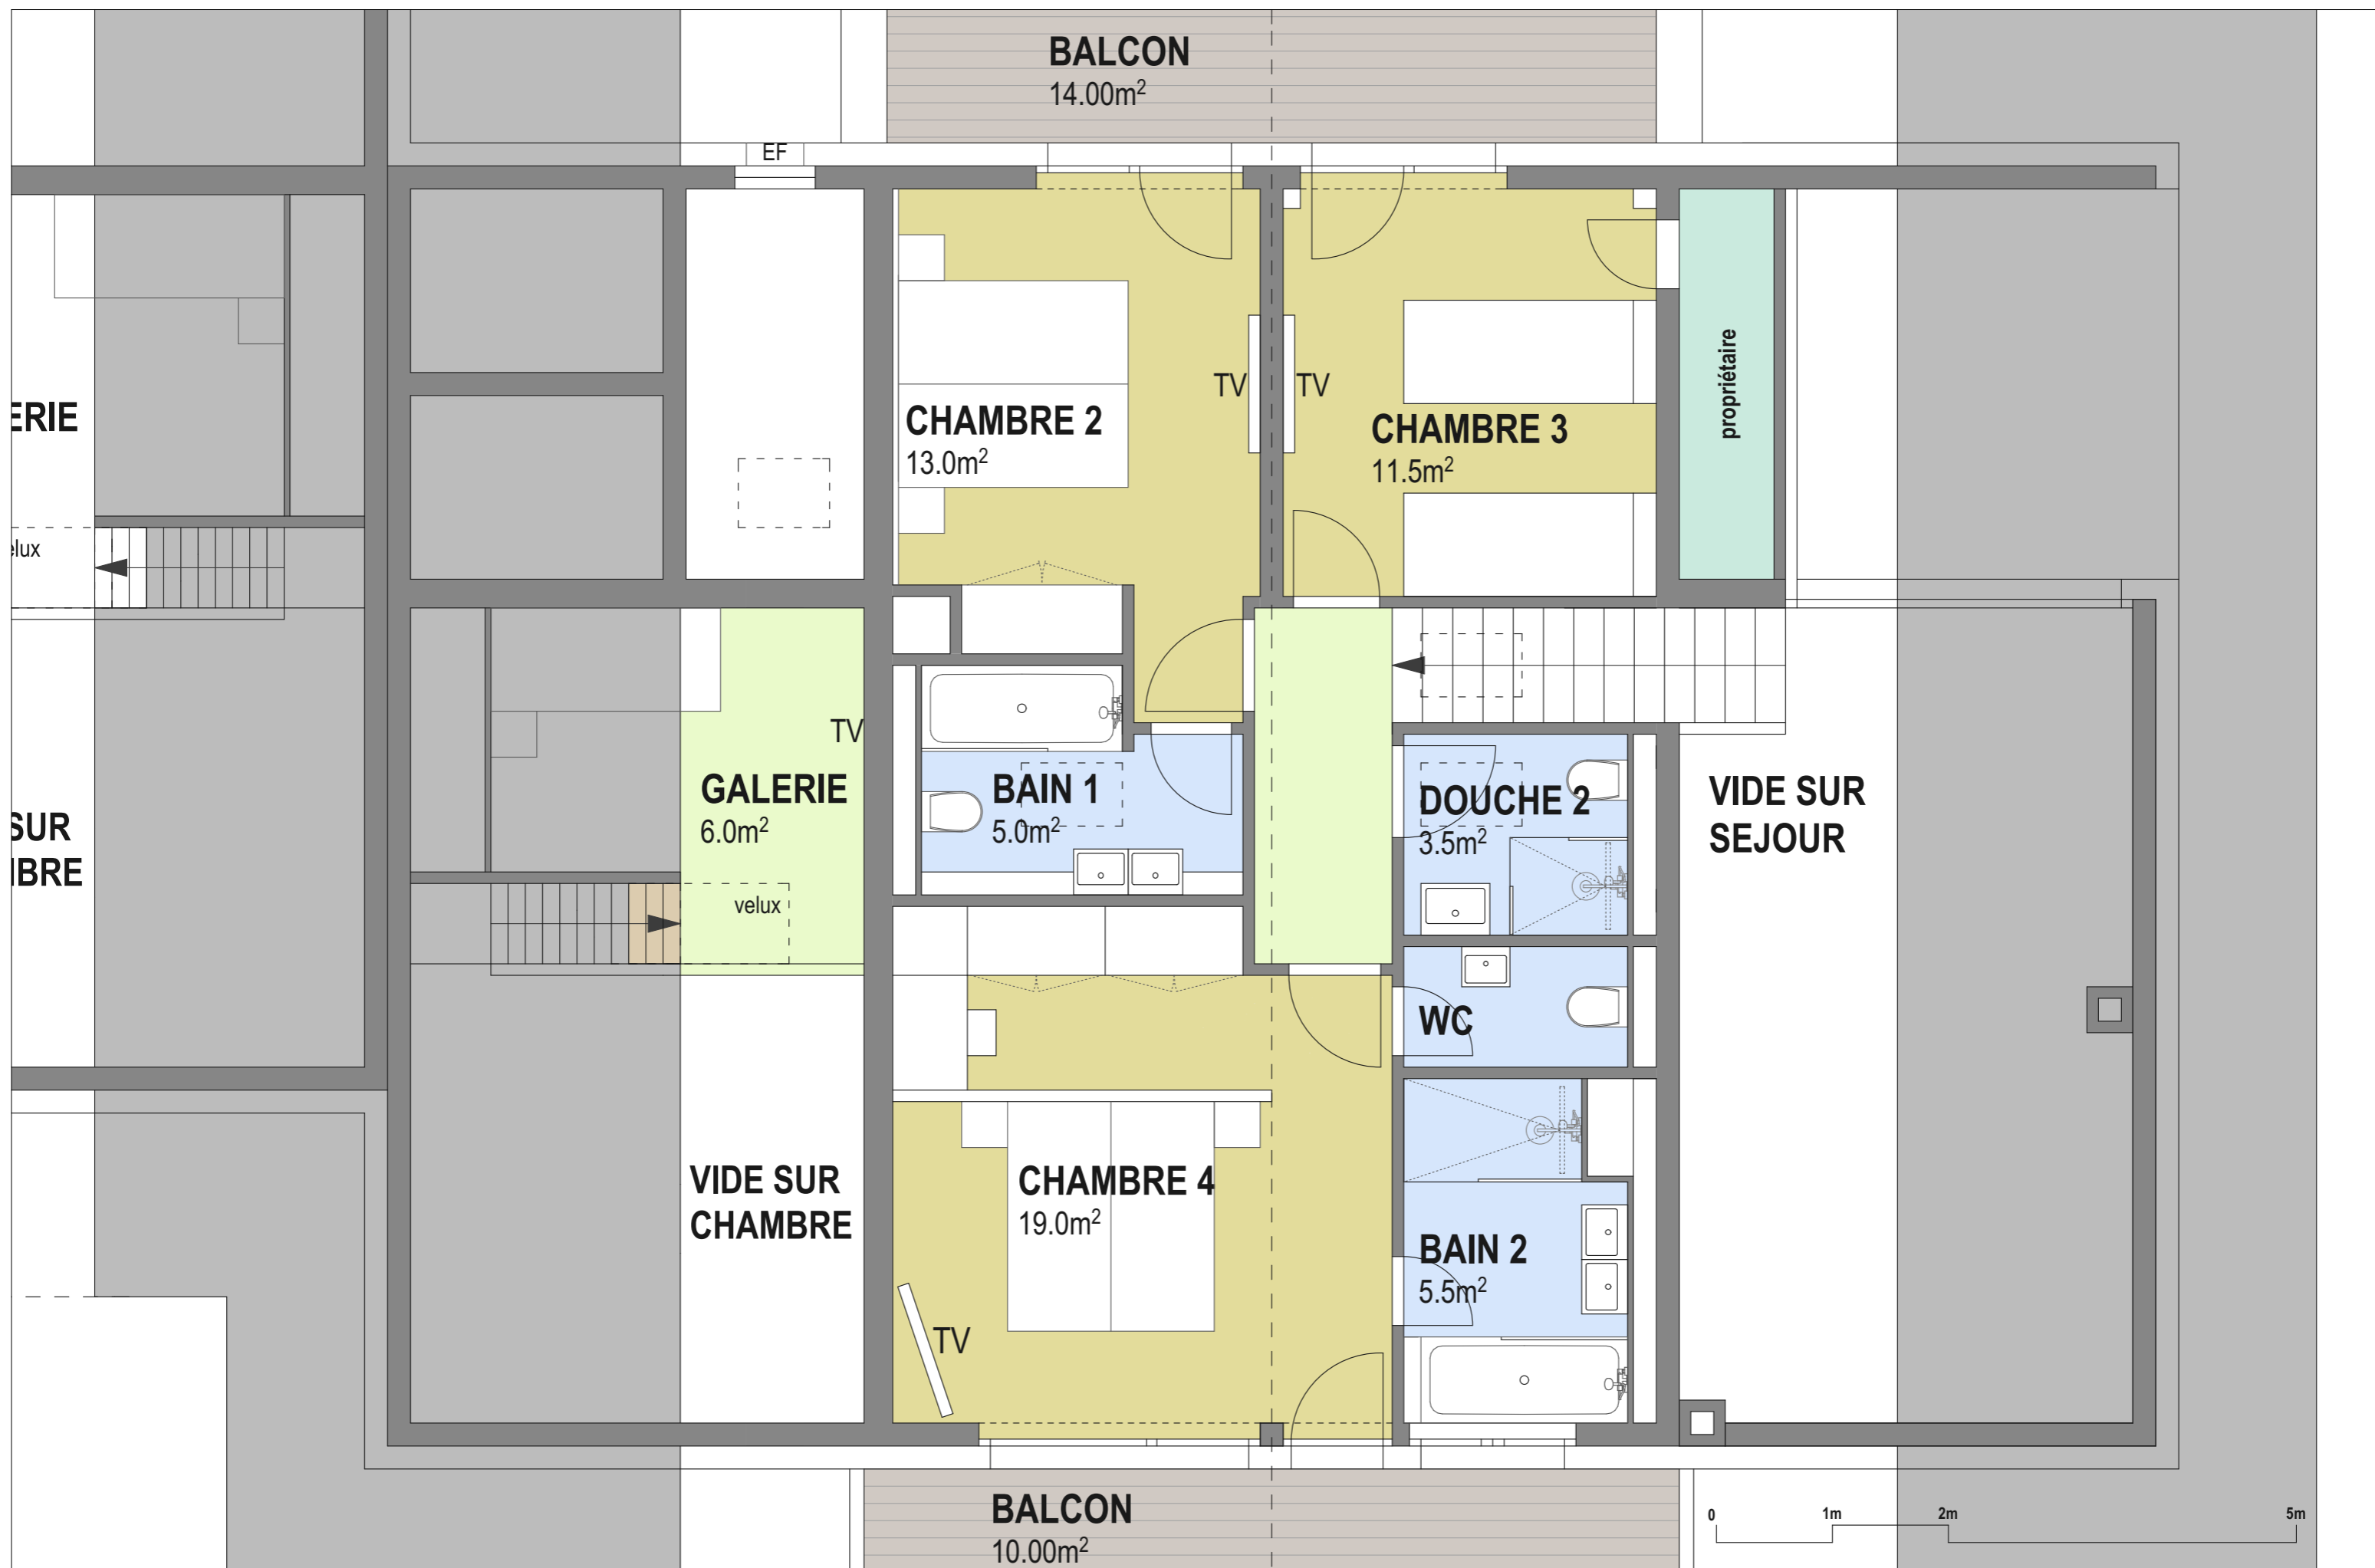 BALCON
14.00m²
EF
ERIE
TV
TV
CHAMBRE 2
13.0m²
CHAMBRE 3
11.5m²
propriétaire
elux
TV
GALERIE
6.0m²
BAIN 1
5.0m²
DOUCHE 2
3.5m²
VIDE SUR
SEJOUR
SUR
MBRE
velux
WC
VIDE SUR
CHAMBRE
CHAMBRE 4
19.0m²
BAIN 2
5.5m²
TV
BALCON
10.00m²
0 1m 2m 5m